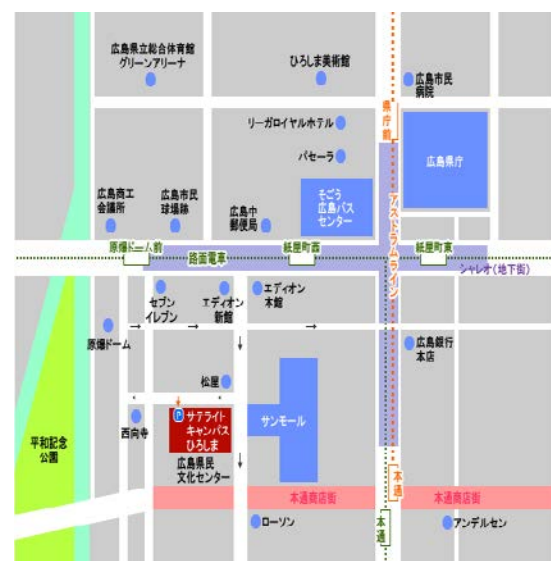 広島県立総合体育館
グリーンアリーナ
ひろしま美術館
広島市民
病院
県庁前
リーガロイヤルホテル
パセーラ
広島県庁
そごう
広島バス
センター
アストラムライン
広島商工
会議所
広島市民
球場跡
広島中
郵便局
原爆ドーム前
路面電車
紙屋町西
紙屋町東
シャレオ(地下街)
セブン
イレブン
エディオン
新館
エディオン
本館
原爆ドーム
広島銀行
本店
松屋
西向寺
P
サテライト
キャンパス
ひろしま
広島県民
文化センター
サンモール
平和記念
公園
本通
本通商店街
本通商店街
本通
ローソン
アンデルセン